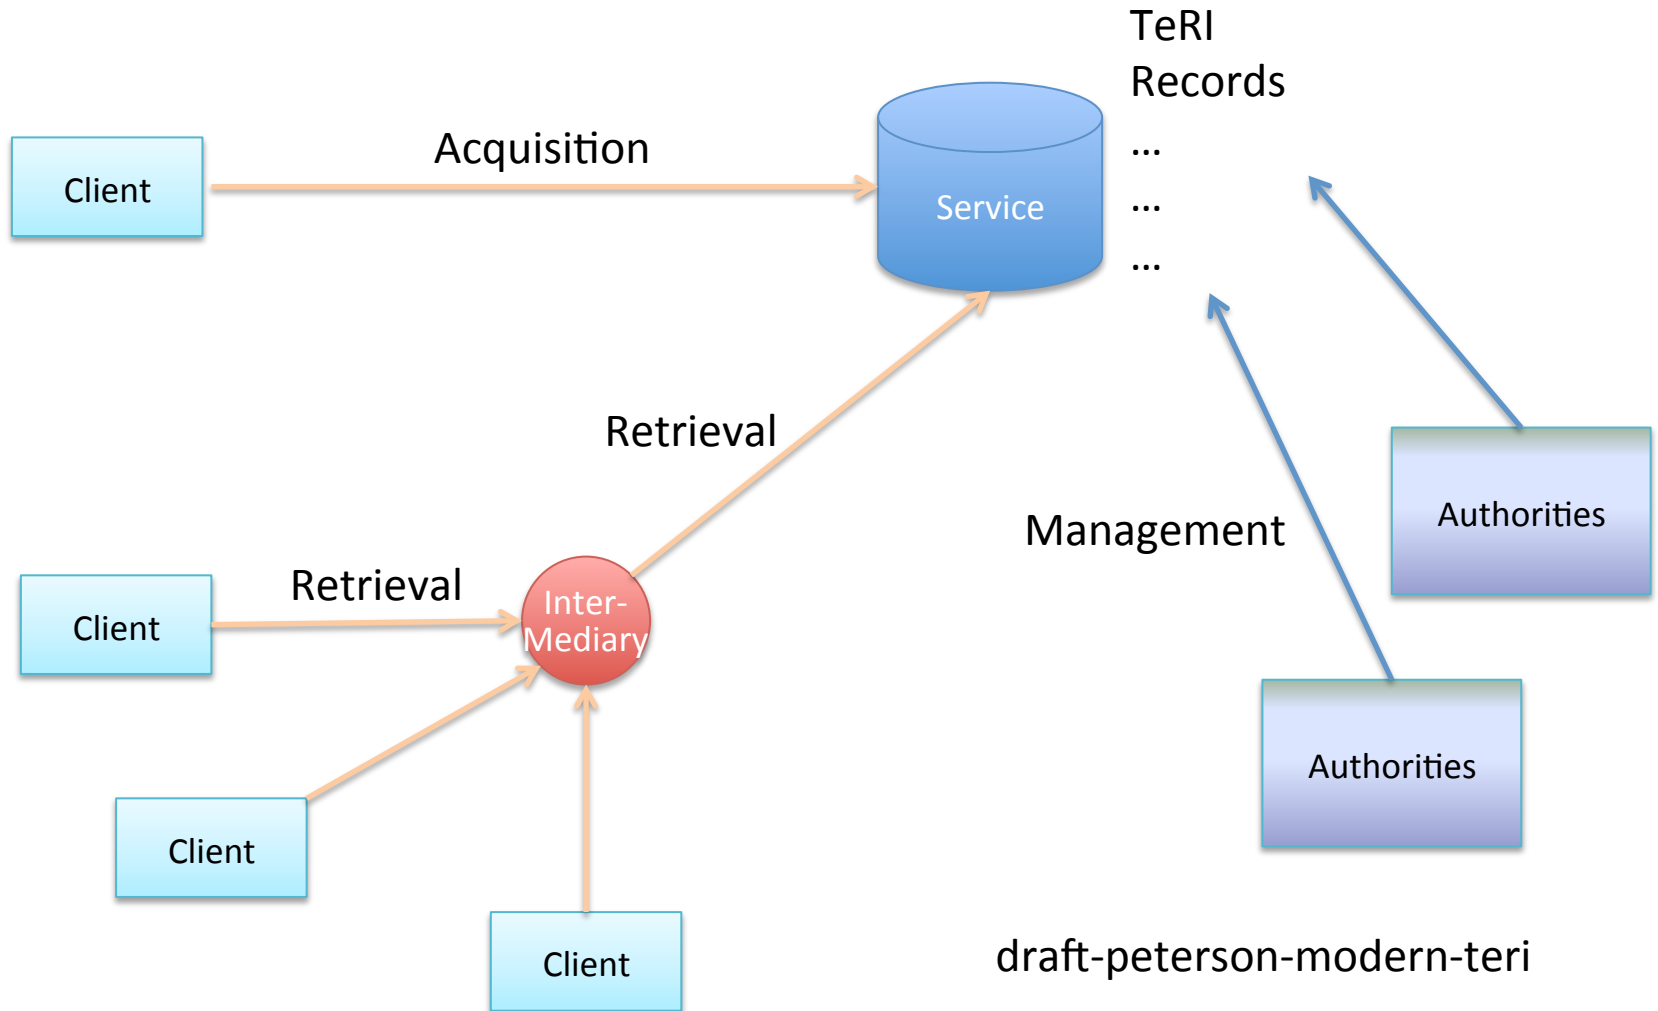 TeRI
Records
...
...
...
Acquisition
Client
Service
Retrieval
Management
Authorities
Retrieval
Client
Inter-
Mediary
Authorities
Client
Client
draft-peterson-modern-teri